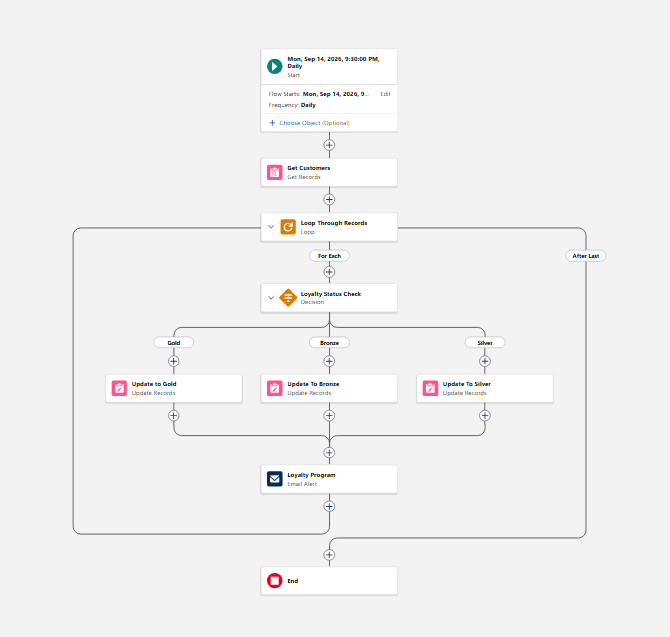 Mon, Sep 14, 2026, 9:30:00 PM,
Daily
Start
Flow Starts: Mon, Sep 14, 2026, 9... Edit
Frequency: Daily
Choose Object (Optional)
Get Customers
Get Records
Loop Through Records
Loop
For Each
After Last
Loyalty Status Check
Decision
Gold
Bronze
Silver
Update to Gold
Update Records
Update To Bronze
Update Records
Update To Silver
Update Records
Loyalty Program
Email Alert
End